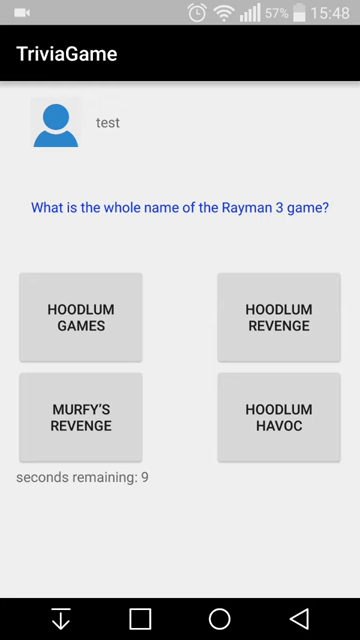 57% 15:48
TriviaGame
test
What is the whole name of the Rayman 3 game?
HOODLUM
GAMES
HOODLUM
REVENGE
MURFY’S
REVENGE
HOODLUM
HAVOC
seconds remaining: 9